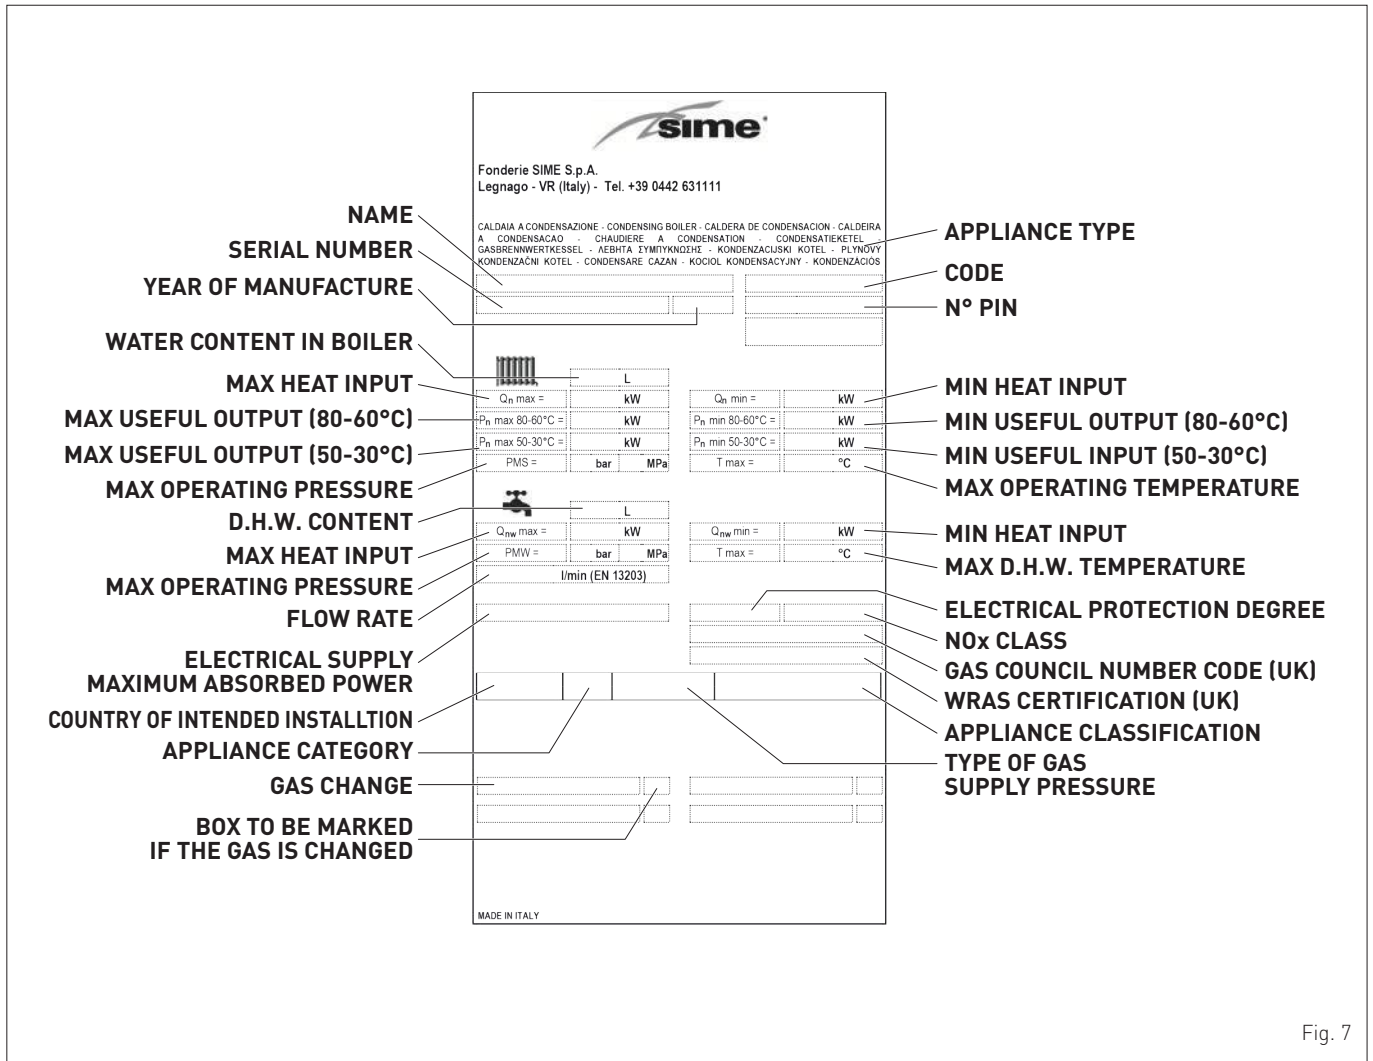 sime
Fonderie SIME S.p.A.
Legnago - VR (Italy) - Tel. +39 0442 631111
CALDAIA A CONDENSAZIONE - CONDENSING BOILER - CALDERA DE CONDENSACION - CALDEIRA
A CONDENSACAO - CHAUDIERE A CONDENSATION - CONDENSATIEKETEL -
GASBRENNWERTKESSEL - ΛΕΒΗΤΑ ΣΥΜΠΥΚΝΩΣΗΣ - KONDENZACIJSKI KOTEL - PLYNOVÝ
KONDENZAČNI KOTEL - CONDENSARE CAZAN - KOCIOL KONDENSACYJNY - KONDENZÁCIÓS
NAME
SERIAL NUMBER
YEAR OF MANUFACTURE
WATER CONTENT IN BOILER
MAX HEAT INPUT
MAX USEFUL OUTPUT (80-60°C)
MAX USEFUL OUTPUT (50-30°C)
MAX OPERATING PRESSURE
D.H.W. CONTENT
MAX HEAT INPUT
MAX OPERATING PRESSURE
FLOW RATE
ELECTRICAL SUPPLY
MAXIMUM ABSORBED POWER
COUNTRY OF INTENDED INSTALLTION
APPLIANCE CATEGORY
GAS CHANGE
BOX TO BE MARKED
IF THE GAS IS CHANGED
L
Qn max = kW Qn min = kW
Pn max 80-60°C = kW Pn min 80-60°C = kW
Pn max 50-30°C = kW Pn min 50-30°C = kW
PMS = bar MPa T max = °C
L
Qnw max = kW Qnw min = kW
PMW = bar MPa T max = °C
l/min (EN 13203)
MADE IN ITALY
APPLIANCE TYPE
CODE
N° PIN
MIN HEAT INPUT
MIN USEFUL OUTPUT (80-60°C)
MIN USEFUL INPUT (50-30°C)
MAX OPERATING TEMPERATURE
MIN HEAT INPUT
MAX D.H.W. TEMPERATURE
ELECTRICAL PROTECTION DEGREE
NOx CLASS
GAS COUNCIL NUMBER CODE (UK)
WRAS CERTIFICATION (UK)
APPLIANCE CLASSIFICATION
TYPE OF GAS
SUPPLY PRESSURE
Fig. 7